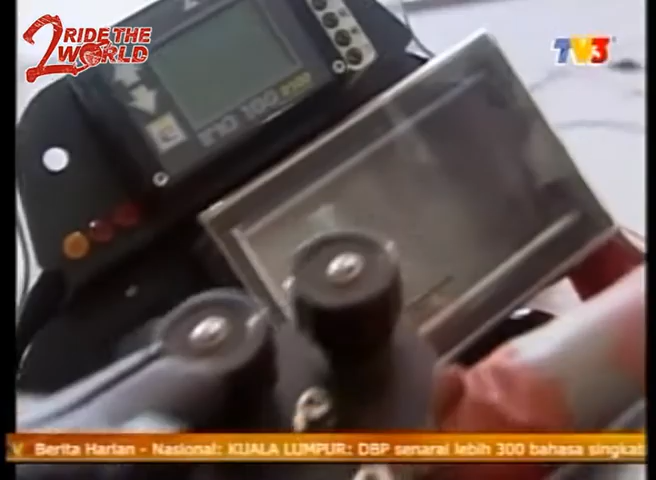 2 RIDE THE
WORLD
TV3
Berita Harian - Nasional: KUALA LUMPUR: DBP senarai lebih 300 bahasa singkat